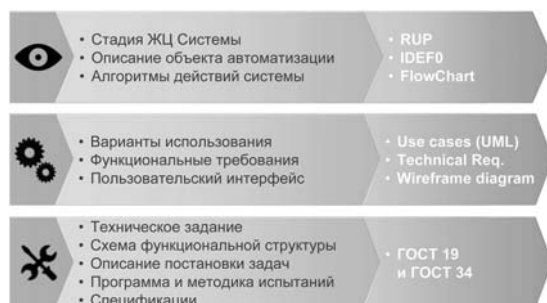 • Стадия ЖЦ Системы
• Описание объекта автоматизации
• Алгоритмы действий системы
• RUP
• IDEF0
• FlowChart
• Варианты использования
• Функциональные требования
• Пользовательский интерфейс
• Use cases (UML)
• Technical Req.
• Wireframe diagram
• Техническое задание
• Схема функциональной структуры
• Описание постановки задач
• Программа и методика испытаний
• Спецификации
• ГОСТ 19
и ГОСТ 34